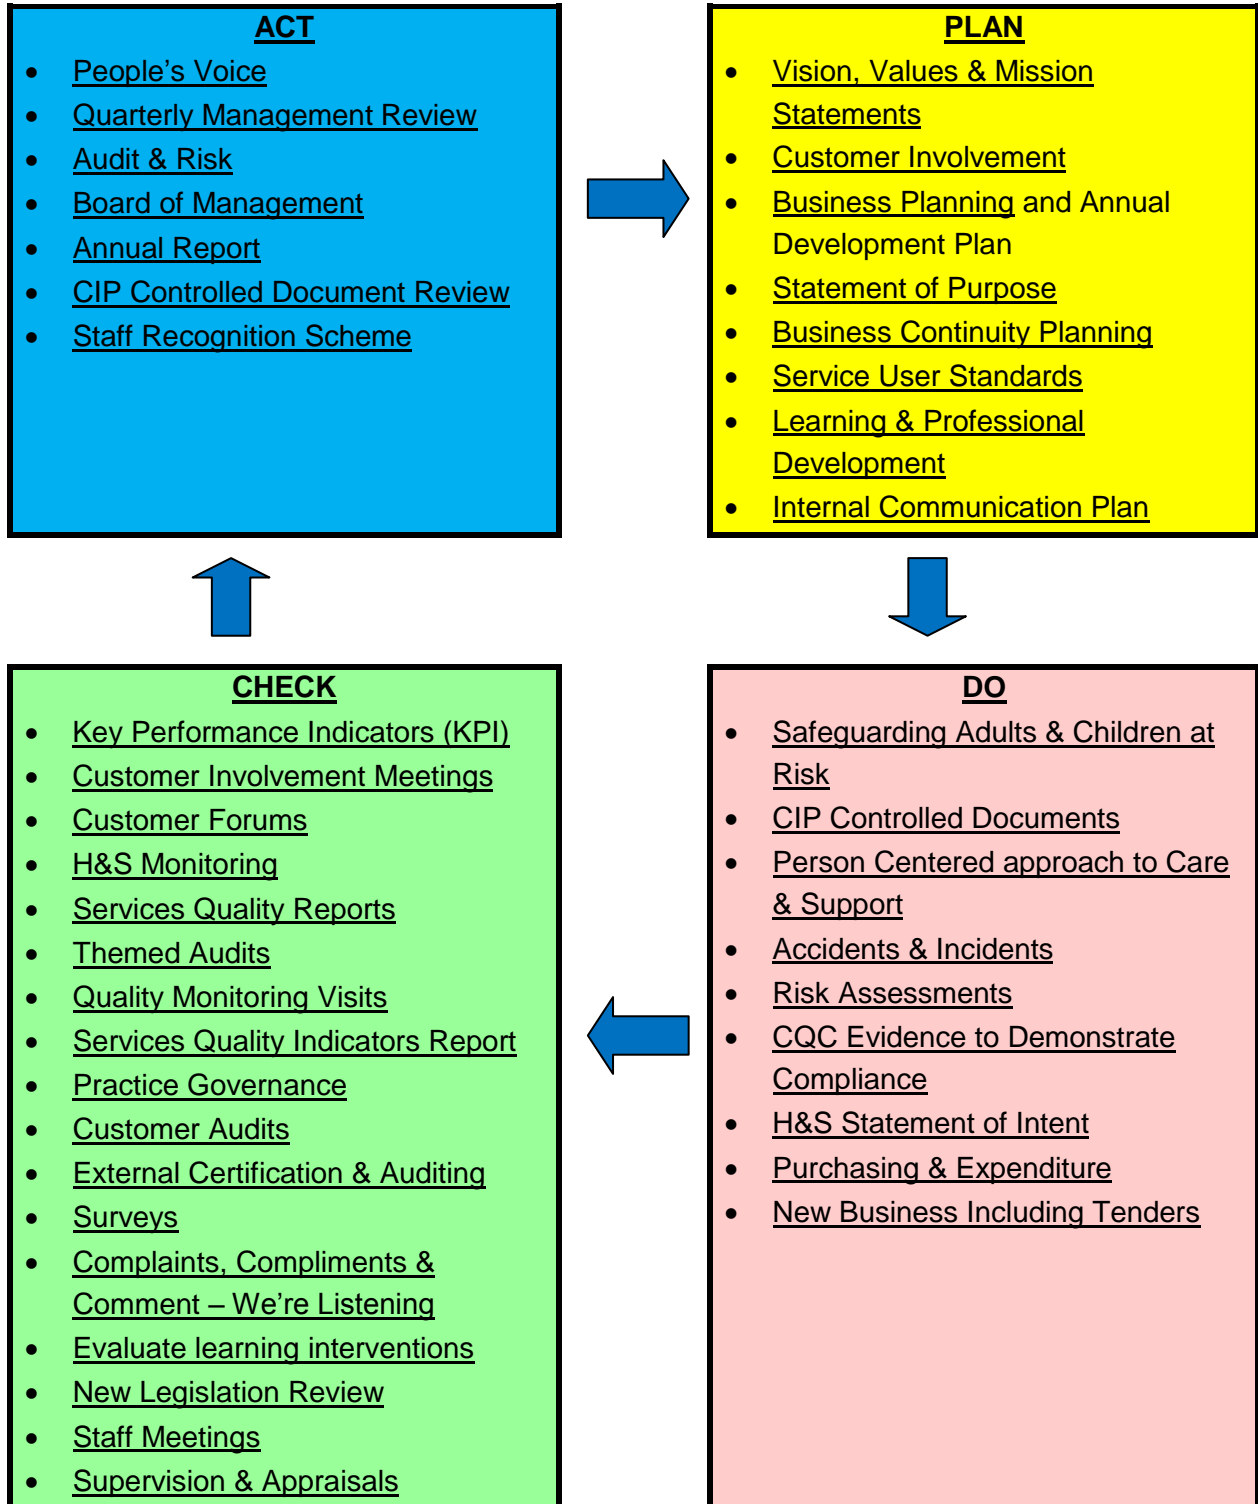 ACT
• People's Voice
• Quarterly Management Review
• Audit & Risk
• Board of Management
• Annual Report
• CIP Controlled Document Review
• Staff Recognition Scheme
PLAN
• Vision, Values & Mission
Statements
• Customer Involvement
• Business Planning and Annual
Development Plan
• Statement of Purpose
• Business Continuity Planning
• Service User Standards
• Learning & Professional
Development
• Internal Communication Plan
CHECK
• Key Performance Indicators (KPI)
• Customer Involvement Meetings
• Customer Forums
• H&S Monitoring
• Services Quality Reports
• Themed Audits
• Quality Monitoring Visits
• Services Quality Indicators Report
• Practice Governance
• Customer Audits
• External Certification & Auditing
• Surveys
• Complaints, Compliments &
Comment – We're Listening
• Evaluate learning interventions
• New Legislation Review
• Staff Meetings
• Supervision & Appraisals
DO
• Safeguarding Adults & Children at
Risk
• CIP Controlled Documents
• Person Centered approach to Care
& Support
• Accidents & Incidents
• Risk Assessments
• CQC Evidence to Demonstrate
Compliance
• H&S Statement of Intent
• Purchasing & Expenditure
• New Business Including Tenders